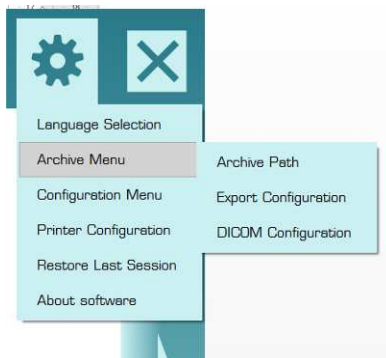 Language Selection
Archive Menu
Configuration Menu
Printer Configuration
Restore Last Session
About software
Archive Path
Export Configuration
DICOM Configuration